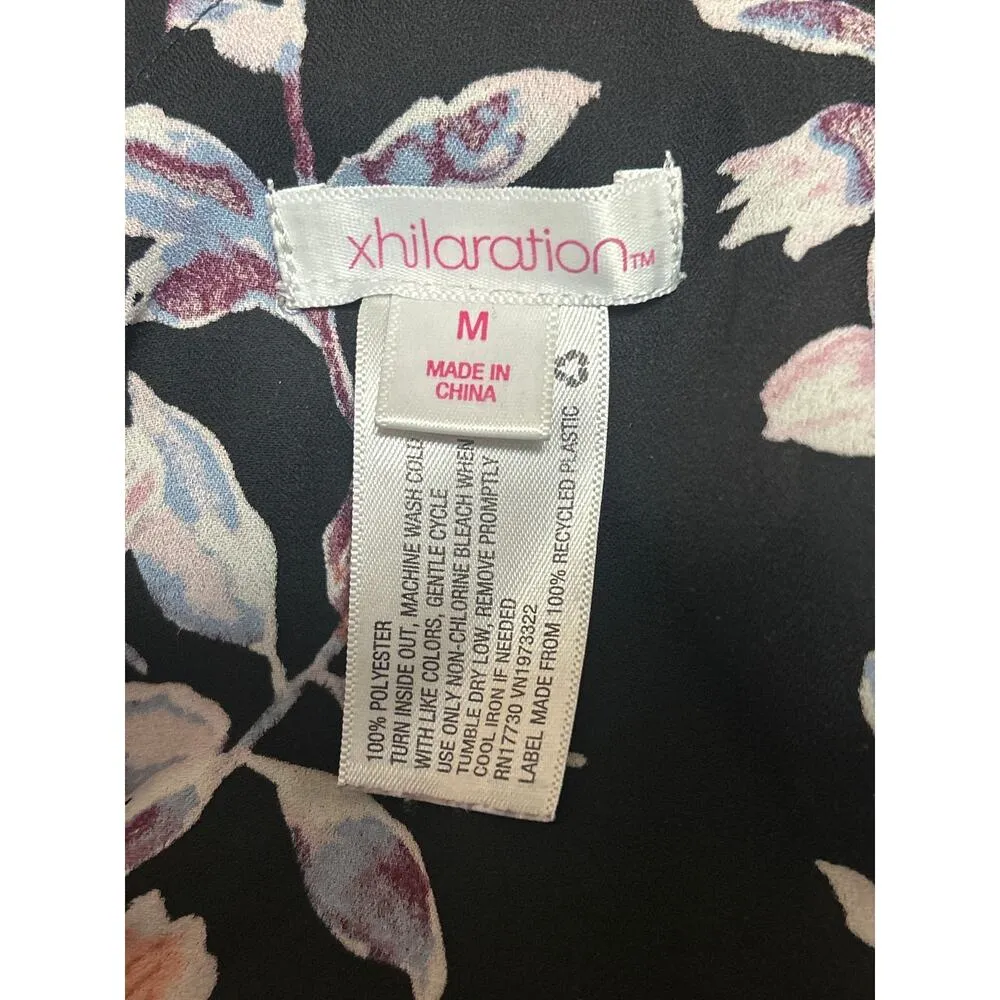 xhilaration™
M
MADE IN
CHINA
100% POLYESTER
TURN INSIDE OUT, MACHINE WASH COLD
WITH LIKE COLORS, GENTLE CYCLE
USE ONLY NON-CHLORINE BLEACH WHEN
TUMBLE DRY LOW, REMOVE PROMPTLY
COOL IRON IF NEEDED
RN17730 VN1973322
LABEL MADE FROM 100% RECYCLED PLASTIC